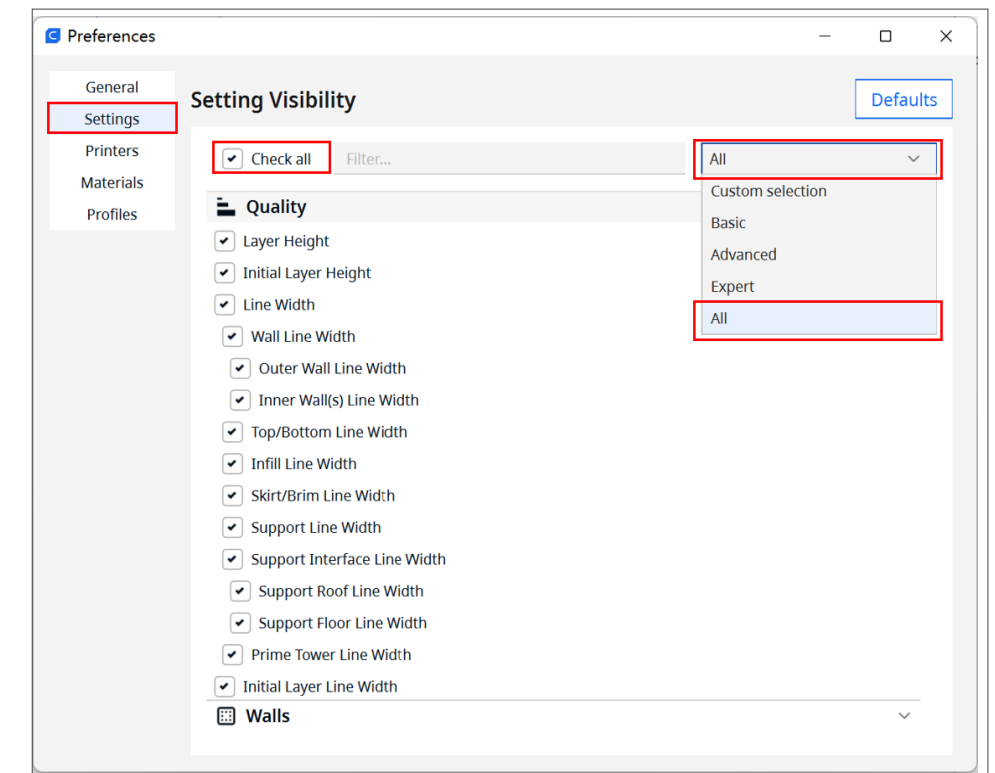 Preferences
General
Settings
Printers
Materials
Profiles
Setting Visibility
Defaults
Check all
Filter...
All
Custom selection
Basic
Advanced
Expert
All
Quality
Layer Height
Initial Layer Height
Line Width
Wall Line Width
Outer Wall Line Width
Inner Wall(s) Line Width
Top/Bottom Line Width
Infill Line Width
Skirt/Brim Line Width
Support Line Width
Support Interface Line Width
Support Roof Line Width
Support Floor Line Width
Prime Tower Line Width
Initial Layer Line Width
Walls